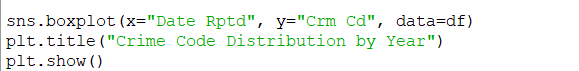 sns.boxplot(x="Date Rptd", y="Crm Cd", data=df)
plt.title("Crime Code Distribution by Year")
plt.show()